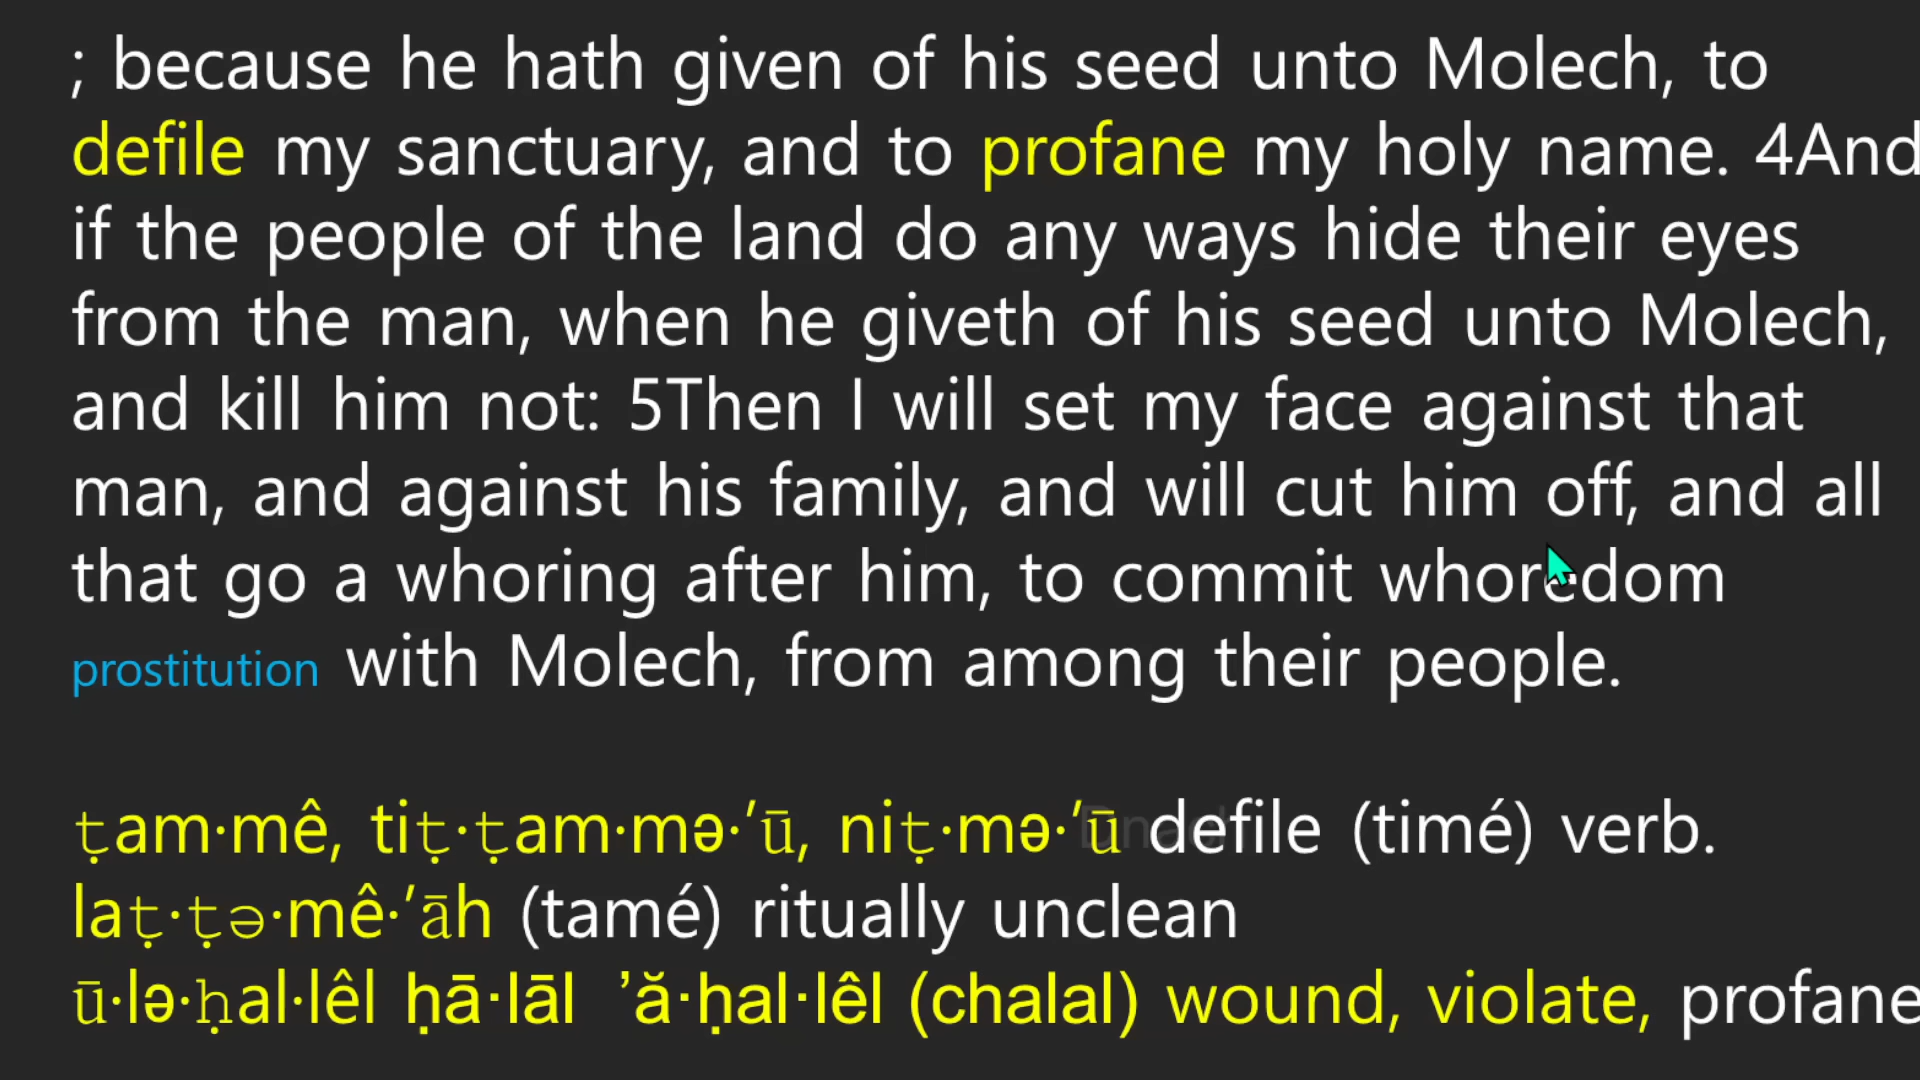 ; because he hath given of his seed unto Molech, to
defile my sanctuary, and to profane my holy name. 4And
if the people of the land do any ways hide their eyes
from the man, when he giveth of his seed unto Molech,
and kill him not: 5Then I will set my face against that
man, and against his family, and will cut him off, and all
that go a whoring after him, to commit whoredom
prostitution with Molech, from among their people.
ṭam·mê, tiṭ·ṭam·mə·’ū, niṭ·mə·’ū defile (timé) verb.
laṭ·ṭə·mê·’āh (tamé) ritually unclean
ū·lə·ḥal·lêl ḥā·lāl ’ă·ḥal·lêl (chalal) wound, violate, profane